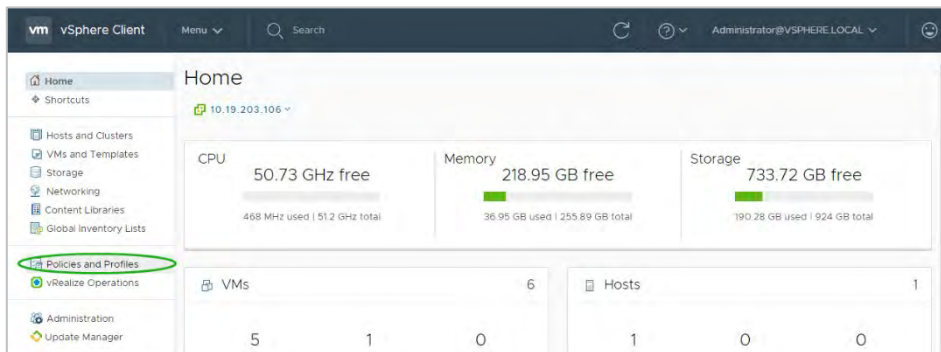 vm vSphere Client Menu Search Administrator@VSPHERE.LOCAL
Home
Shortcuts
Hosts and Clusters
VMs and Templates
Storage
Networking
Content Libraries
Global Inventory Lists
Policies and Profiles
vRealize Operations
Administration
Update Manager
Home
10.19.203.106
CPU
50.73 GHz free
468 MHz used | 51.2 GHz total
Memory
218.95 GB free
36.95 GB used | 255.89 GB total
Storage
733.72 GB free
190.28 GB used | 924 GB total
VMs 6
5 1 0
Hosts 1
1 0 0